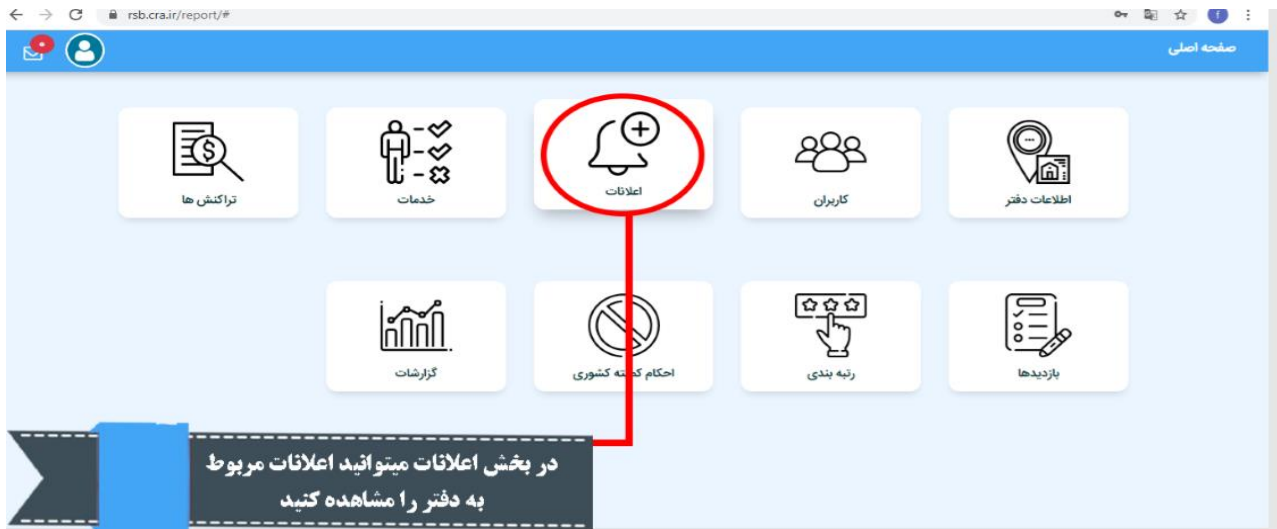 rsb.cra.ir/report/#
f
صفحه اصلی
اطلاعات دفتر
کاربران
اعلانات
خدمات
تراکنش ها
بازدیدها
رتبه بندی
احکام کمیته کشوری
گزارشات
در بخش اعلانات میتوانید اعلانات مربوط
به دفتر را مشاهده کنید